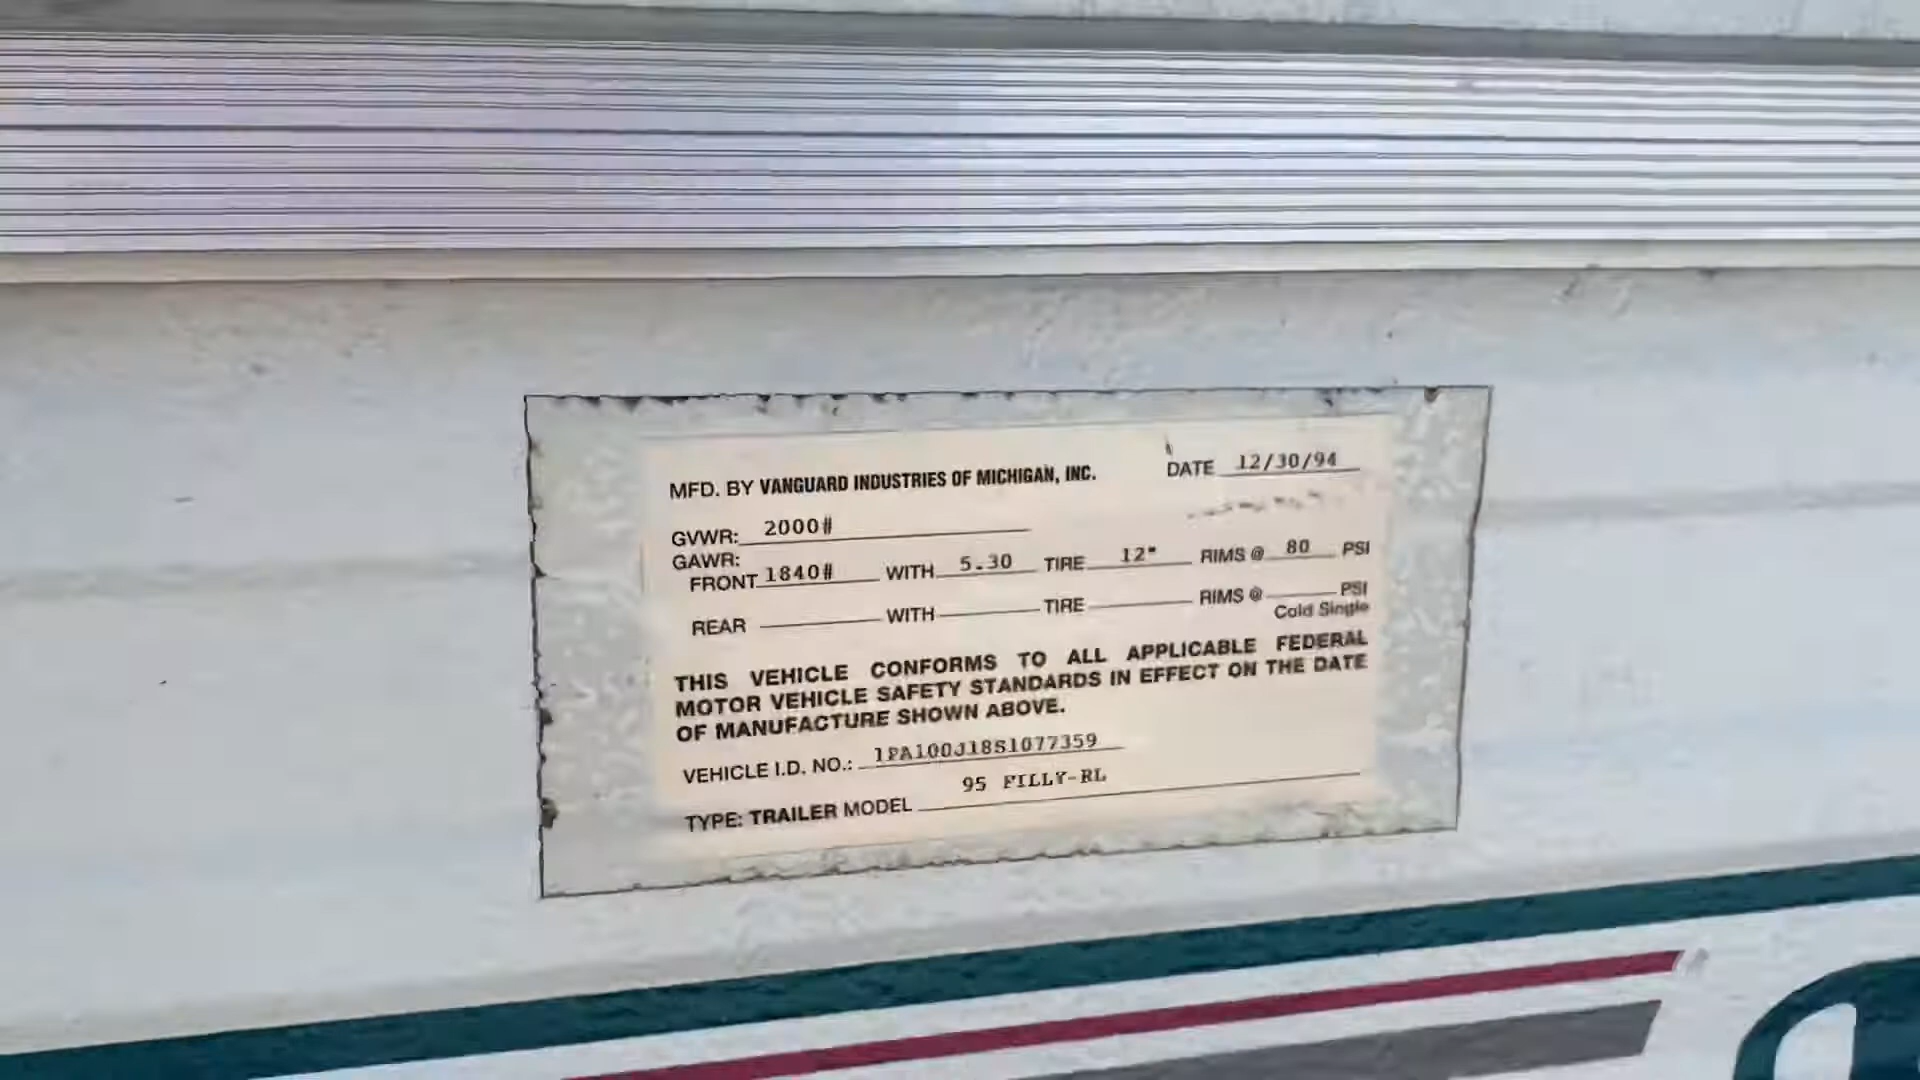 MFD. BY VANGUARD INDUSTRIES OF MICHIGAN, INC. DATE 12/30/94
GVWR: 2000#
GAWR:
FRONT 1840# WITH 5.30 TIRE 12" RIMS @ 80 PSI
REAR WITH TIRE RIMS @ PSI
Cold Single
THIS VEHICLE CONFORMS TO ALL APPLICABLE FEDERAL
MOTOR VEHICLE SAFETY STANDARDS IN EFFECT ON THE DATE
OF MANUFACTURE SHOWN ABOVE.
VEHICLE I.D. NO.: 1PA100J18S1077359
95 FILLY-RL
TYPE: TRAILER MODEL